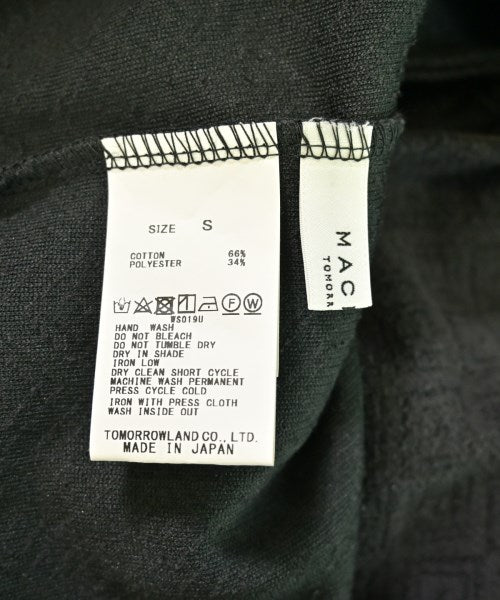 SIZE S
COTTON 66%
POLYESTER 34%
WS019U
HAND WASH
DO NOT BLEACH
DO NOT TUMBLE DRY
DRY IN SHADE
IRON LOW
DRY CLEAN SHORT CYCLE
MACHINE WASH PERMANENT
PRESS CYCLE COLD
IRON WITH PRESS CLOTH
WASH INSIDE OUT
TOMORROWLAND CO., LTD.
MADE IN JAPAN
MAC
TOMORR